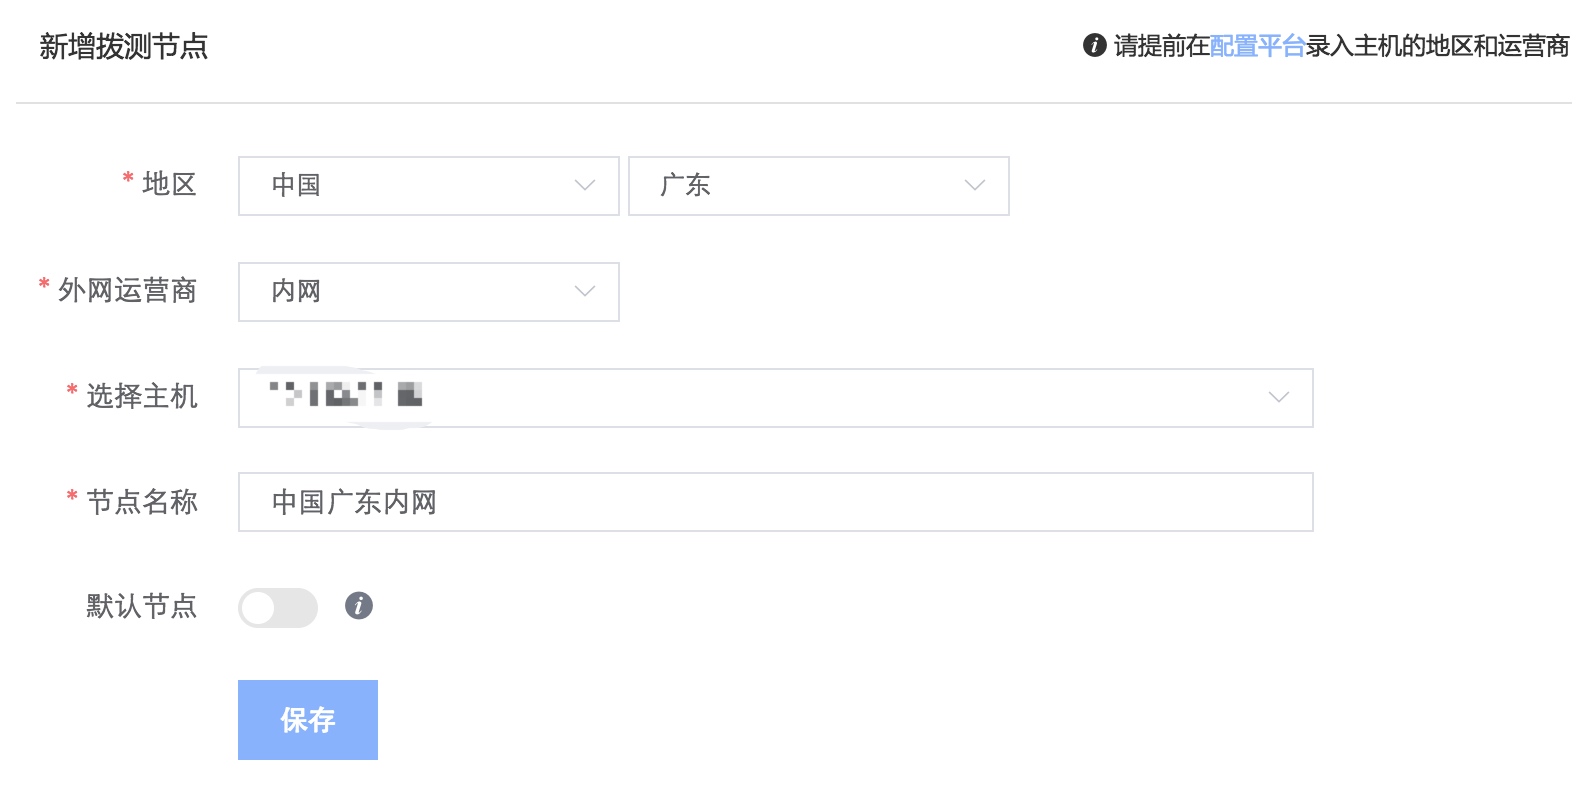 新增拨测节点
请提前在配置平台录入主机的地区和运营商
* 地区 中国 广东
* 外网运营商 内网
* 选择主机
* 节点名称 中国广东内网
默认节点
保存